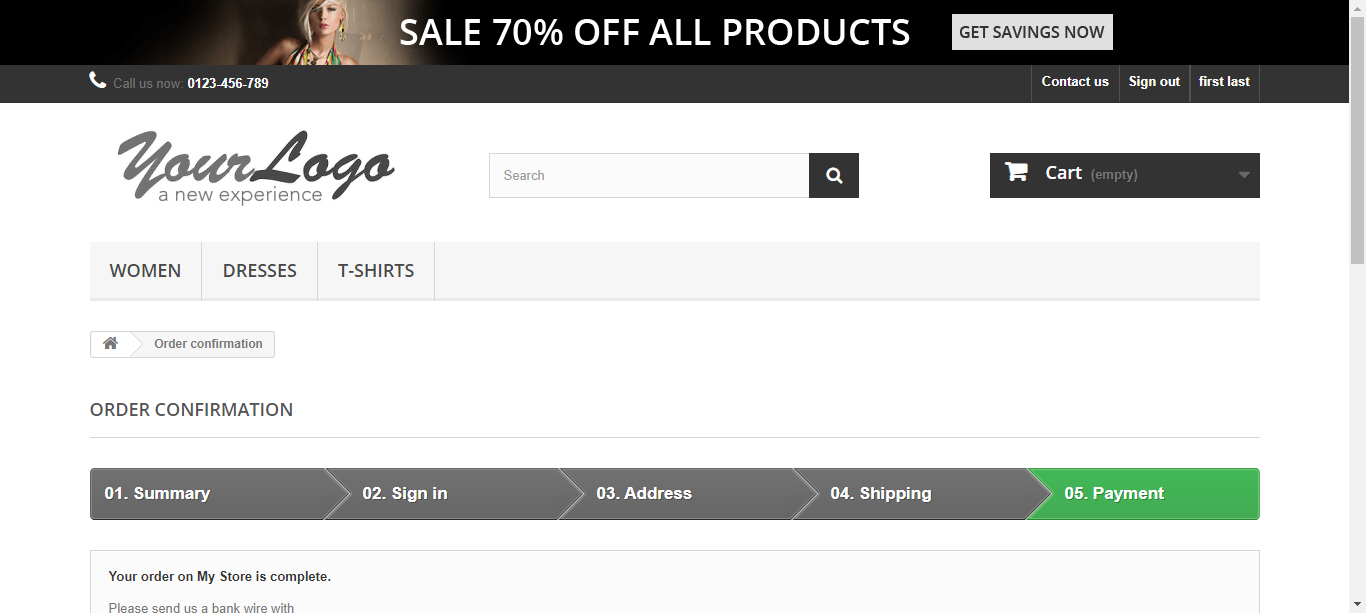 SALE 70% OFF ALL PRODUCTS
GET SAVINGS NOW
Call us now: 0123-456-789
Contact us
Sign out
first last
YourLogo
a new experience
Search
Cart (empty)
WOMEN
DRESSES
T-SHIRTS
Order confirmation
ORDER CONFIRMATION
01. Summary
02. Sign in
03. Address
04. Shipping
05. Payment
Your order on My Store is complete.
Please send us a bank wire with